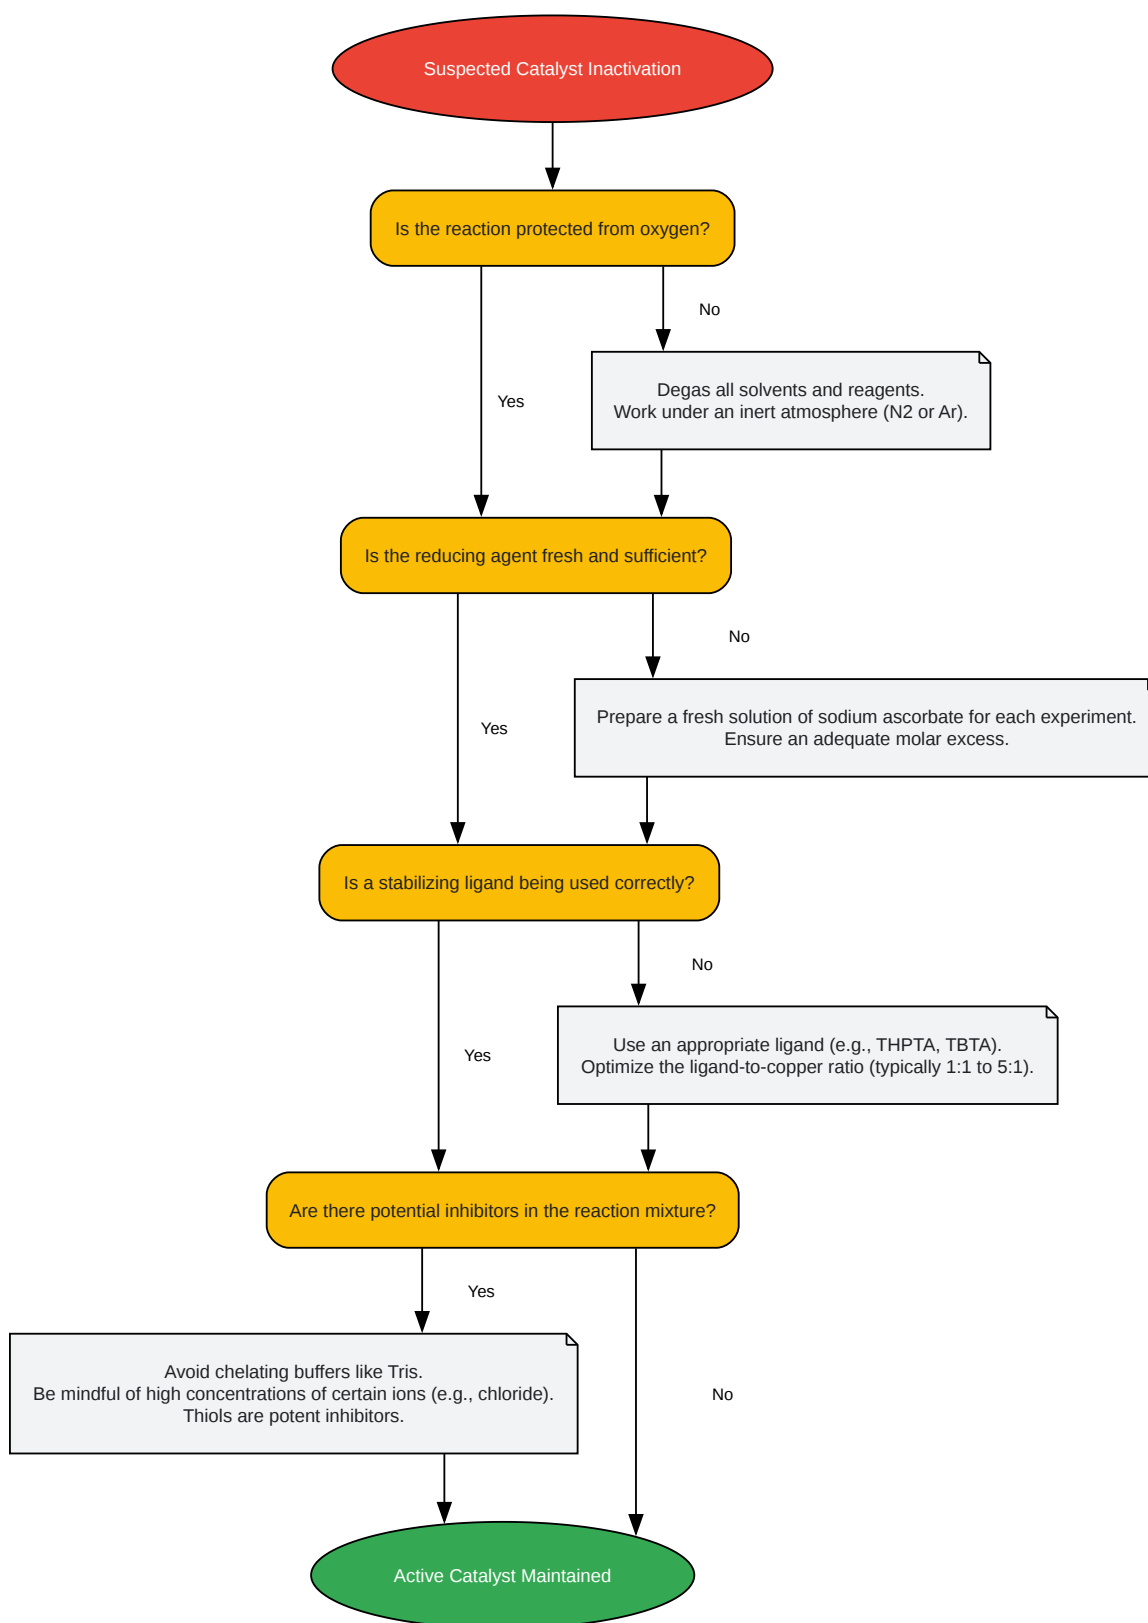 Suspected Catalyst Inactivation
Is the reaction protected from oxygen?
No
Degas all solvents and reagents.
Work under an inert atmosphere (N2 or Ar).
Yes
Is the reducing agent fresh and sufficient?
No
Prepare a fresh solution of sodium ascorbate for each experiment.
Ensure an adequate molar excess.
Yes
Is a stabilizing ligand being used correctly?
No
Use an appropriate ligand (e.g., THPTA, TBTA).
Optimize the ligand-to-copper ratio (typically 1:1 to 5:1).
Yes
Are there potential inhibitors in the reaction mixture?
Yes
Avoid chelating buffers like Tris.
Be mindful of high concentrations of certain ions (e.g., chloride).
Thiols are potent inhibitors.
No
Active Catalyst Maintained